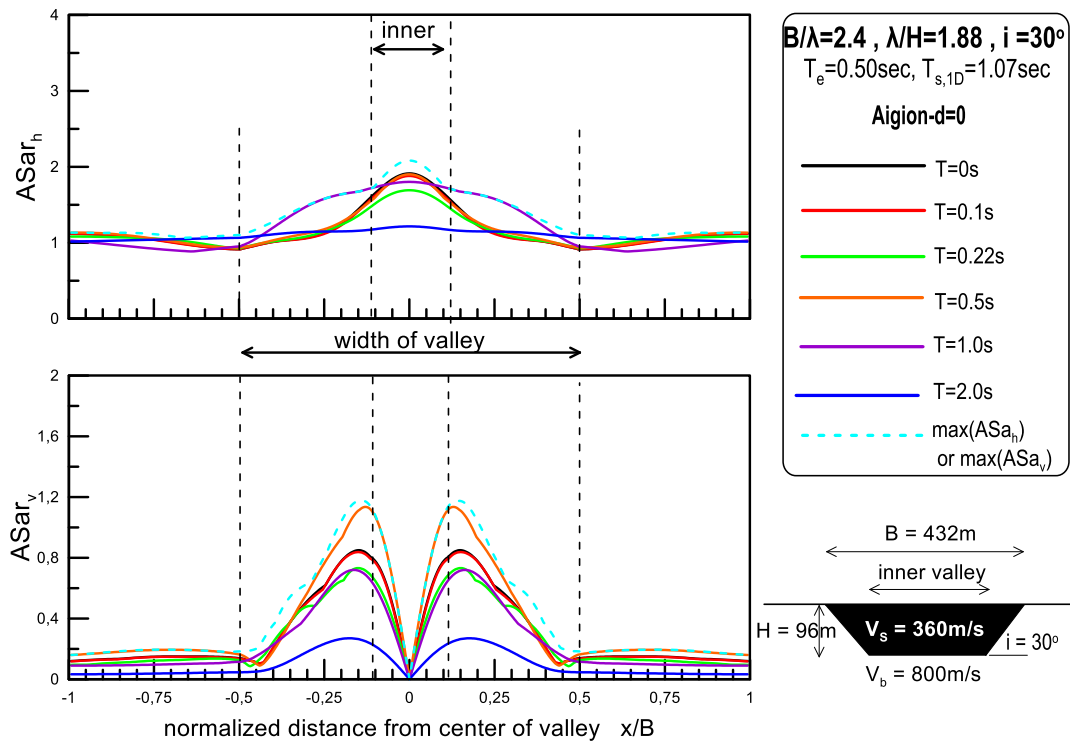 4
3
2
1
0
ASar_h
inner
width of valley
2
1,6
1,2
0,8
0,4
0
ASar_v
-1
-0,75
-0,5
-0,25
0
0,25
0,5
0,75
1
normalized distance from center of valley x/B
B/λ=2.4 , λ/H=1.88 , i =30º
T_e=0.50sec, T_s,1D=1.07sec
Aigion-d=0
T=0s
T=0.1s
T=0.22s
T=0.5s
T=1.0s
T=2.0s
max(ASa_h)
or max(ASa_v)
B = 432m
inner valley
H = 96m
V_s = 360m/s
i = 30º
V_b = 800m/s